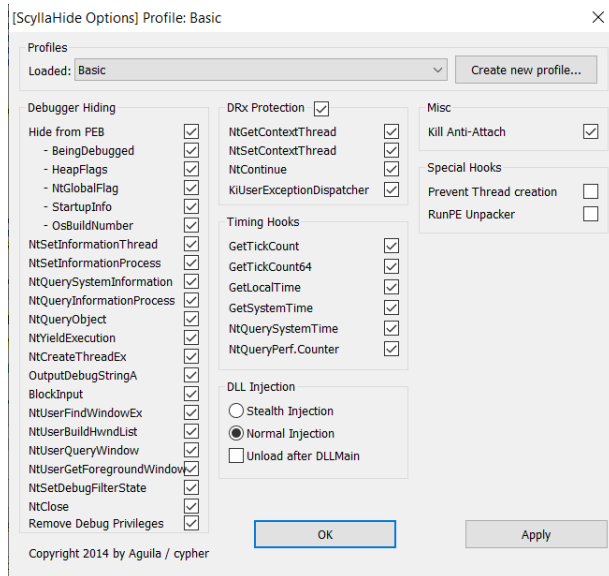 [ScyllaHide Options] Profile: Basic
Profiles
Loaded: Basic
Create new profile...
Debugger Hiding
Hide from PEB
- BeingDebugged
- HeapFlags
- NtGlobalFlag
- StartupInfo
- OsBuildNumber
NtSetInformationThread
NtSetInformationProcess
NtQuerySystemInformation
NtQueryInformationProcess
NtQueryObject
NtYieldExecution
NtCreateThreadEx
OutputDebugStringA
BlockInput
NtUserFindWindowEx
NtUserBuildHwndList
NtUserQueryWindow
NtUserGetForegroundWindow
NtSetDebugFilterState
NtClose
Remove Debug Privileges
DRx Protection
NtGetContextThread
NtSetContextThread
NtContinue
KiUserExceptionDispatcher
Timing Hooks
GetTickCount
GetTickCount64
GetLocalTime
GetSystemTime
NtQuerySystemTime
NtQueryPerf.Counter
DLL Injection
Stealth Injection
Normal Injection
Unload after DLLMain
Misc
Kill Anti-Attach
Special Hooks
Prevent Thread creation
RunPE Unpacker
OK
Apply
Copyright 2014 by Aguila / cypher